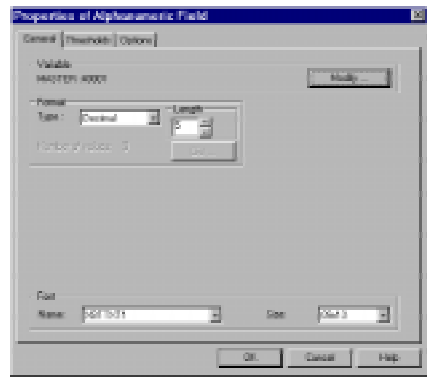 Properties of Alphanumeric Field
General Thresholds Options
Variable
Modify ...
Format
Type : Decimal
Length
5
Font
Name:
Size:
OK Cancel Help